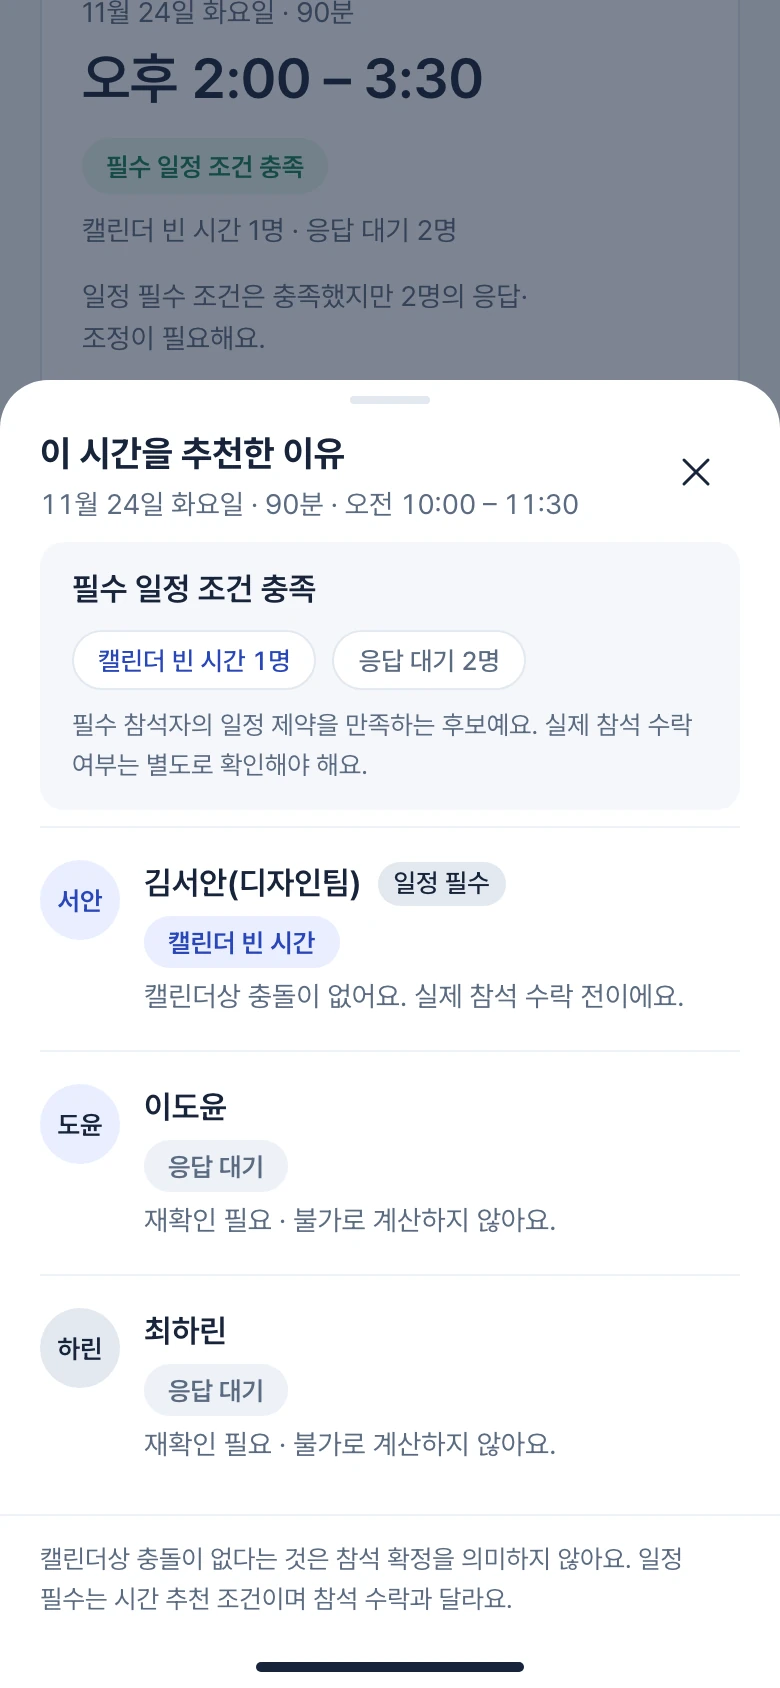 11월 24일 화요일 · 90분
오후 2:00 – 3:30
필수 일정 조건 충족
캘린더 빈 시간 1명 · 응답 대기 2명
일정 필수 조건은 충족했지만 2명의 응답·
조정이 필요해요.
이 시간을 추천한 이유
11월 24일 화요일 · 90분 · 오전 10:00 – 11:30
필수 일정 조건 충족
캘린더 빈 시간 1명
응답 대기 2명
필수 참석자의 일정 제약을 만족하는 후보예요. 실제 참석 수락
여부는 별도로 확인해야 해요.
서안
김서안(디자인팀)
일정 필수
캘린더 빈 시간
캘린더상 충돌이 없어요. 실제 참석 수락 전이에요.
도윤
이도윤
응답 대기
재확인 필요 · 불가로 계산하지 않아요.
하린
최하린
응답 대기
재확인 필요 · 불가로 계산하지 않아요.
캘린더상 충돌이 없다는 것은 참석 확정을 의미하지 않아요. 일정
필수는 시간 추천 조건이며 참석 수락과 달라요.